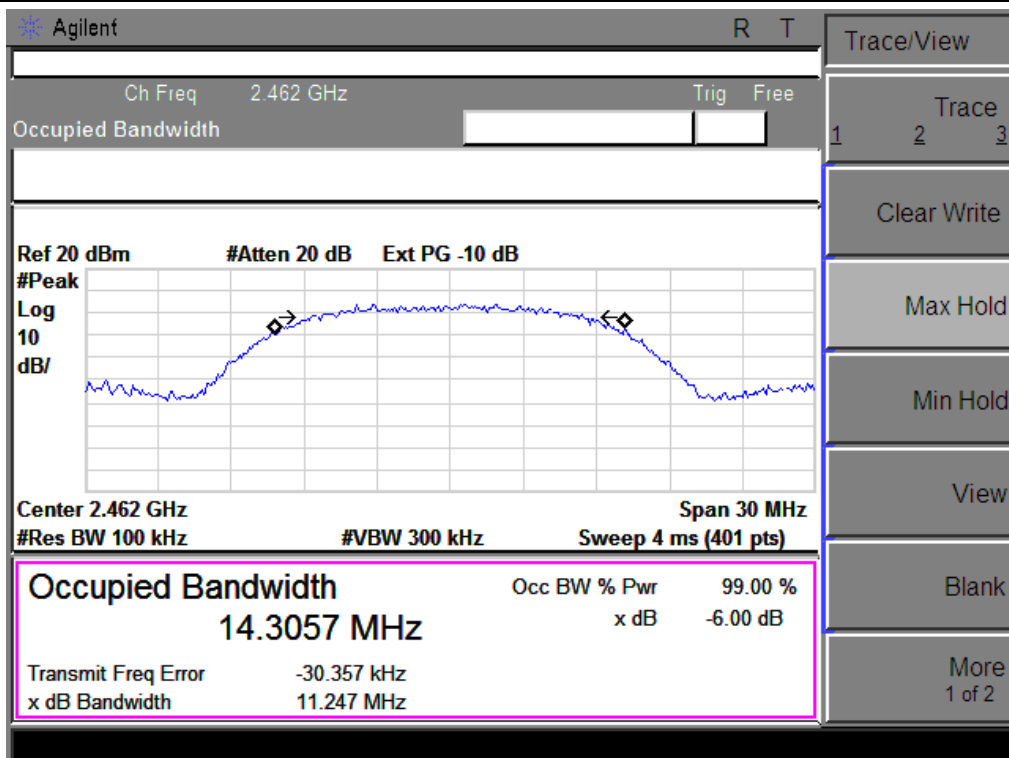 Agilent R T
Trace/View
Ch Freq 2.462 GHz Trig Free
Occupied Bandwidth
Trace
1 2 3
Clear Write
Ref 20 dBm #Atten 20 dB Ext PG -10 dB
#Peak
Log
10
dB/
Max Hold
Min Hold
Center 2.462 GHz Span 30 MHz
#Res BW 100 kHz #VBW 300 kHz Sweep 4 ms (401 pts)
View
Occupied Bandwidth Occ BW % Pwr 99.00 %
14.3057 MHz x dB -6.00 dB
Blank
Transmit Freq Error -30.357 kHz
x dB Bandwidth 11.247 MHz
More
1 of 2